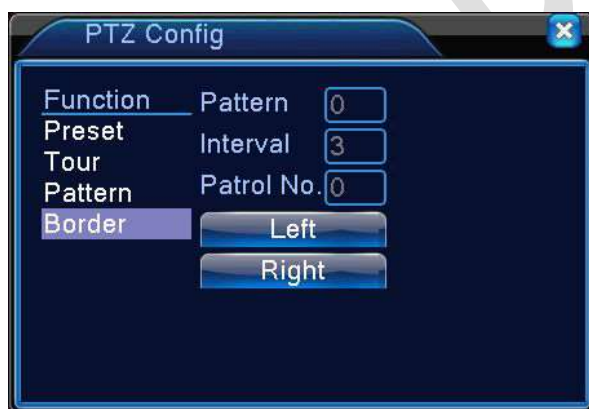 PTZ Config
Function
Preset
Tour
Pattern
Border
Pattern 0
Interval 3
Patrol No. 0
Left
Right